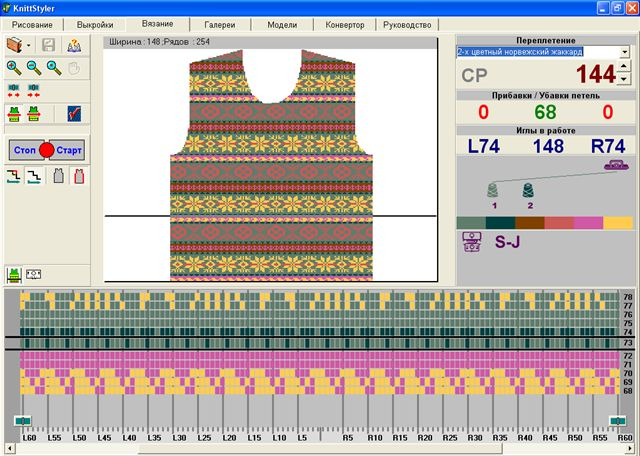 KnittStyler
Рисование Выкройки Вязание Галереи Модели Конвертор Руководство
Ширина : 148 ;Рядов : 254
Переплетение
2-х цветный норвежский жаккард
СР 144
Прибавки / Убавки петель
0 68 0
Иглы в работе
L74 148 R74
1 2
S-J
Стоп Старт
78
77
76
75
74
73
72
71
70
69
68
L60 L55 L50 L45 L40 L35 L30 L25 L20 L15 L10 L5 R5 R10 R15 R20 R25 R30 R35 R40 R45 R50 R55 R60